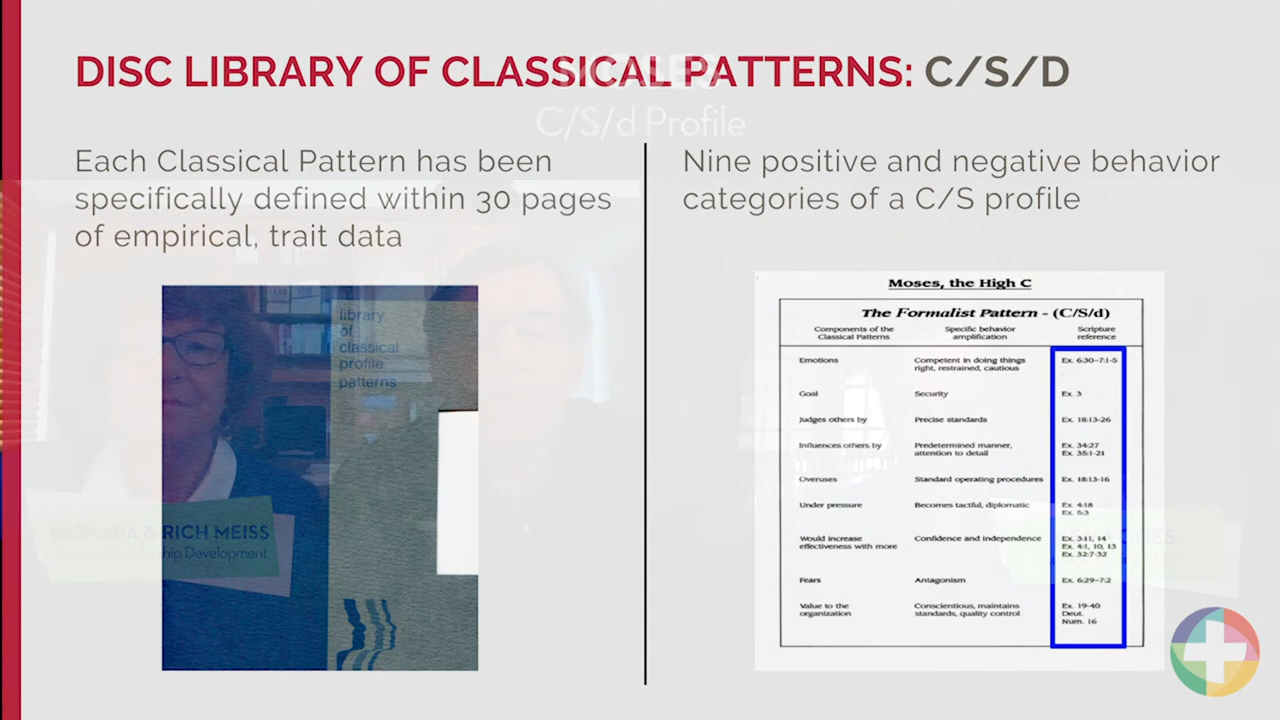 DISC LIBRARY OF CLASSICAL PATTERNS: C/S/D
MOSES
C/S/d Profile
Each Classical Pattern has been
specifically defined within 30 pages
of empirical, trait data
library
of
classical
profile
patterns
& RICH MEISS
Development
Nine positive and negative behavior
categories of a C/S profile
Moses, the High C
The Formalist Pattern - (C/S/d)
Components of the Classical Patterns Specific behavior amplification Scripture reference
Emotions Competent in doing things right, restrained, cautious Ex. 6:30-7:1-5
Goal Security Ex. 3
Judges others by Precise standards Ex. 18:13-26
Influences others by Predetermined manner, attention to detail Ex. 34:27 Ex. 35:1-21
Overuses Standard operating procedures Ex. 18:13-16
Under pressure Becomes tactful, diplomatic Ex. 4:18 Ex. 5:3
Would increase effectiveness with more Confidence and independence Ex. 3:11, 14 Ex. 4:1, 10, 13 Ex. 32:7-32
Fears Antagonism Ex. 6:29-7:2
Value to the organization Conscientious, maintains standards, quality control Ex. 19-40 Deut. Num. 16